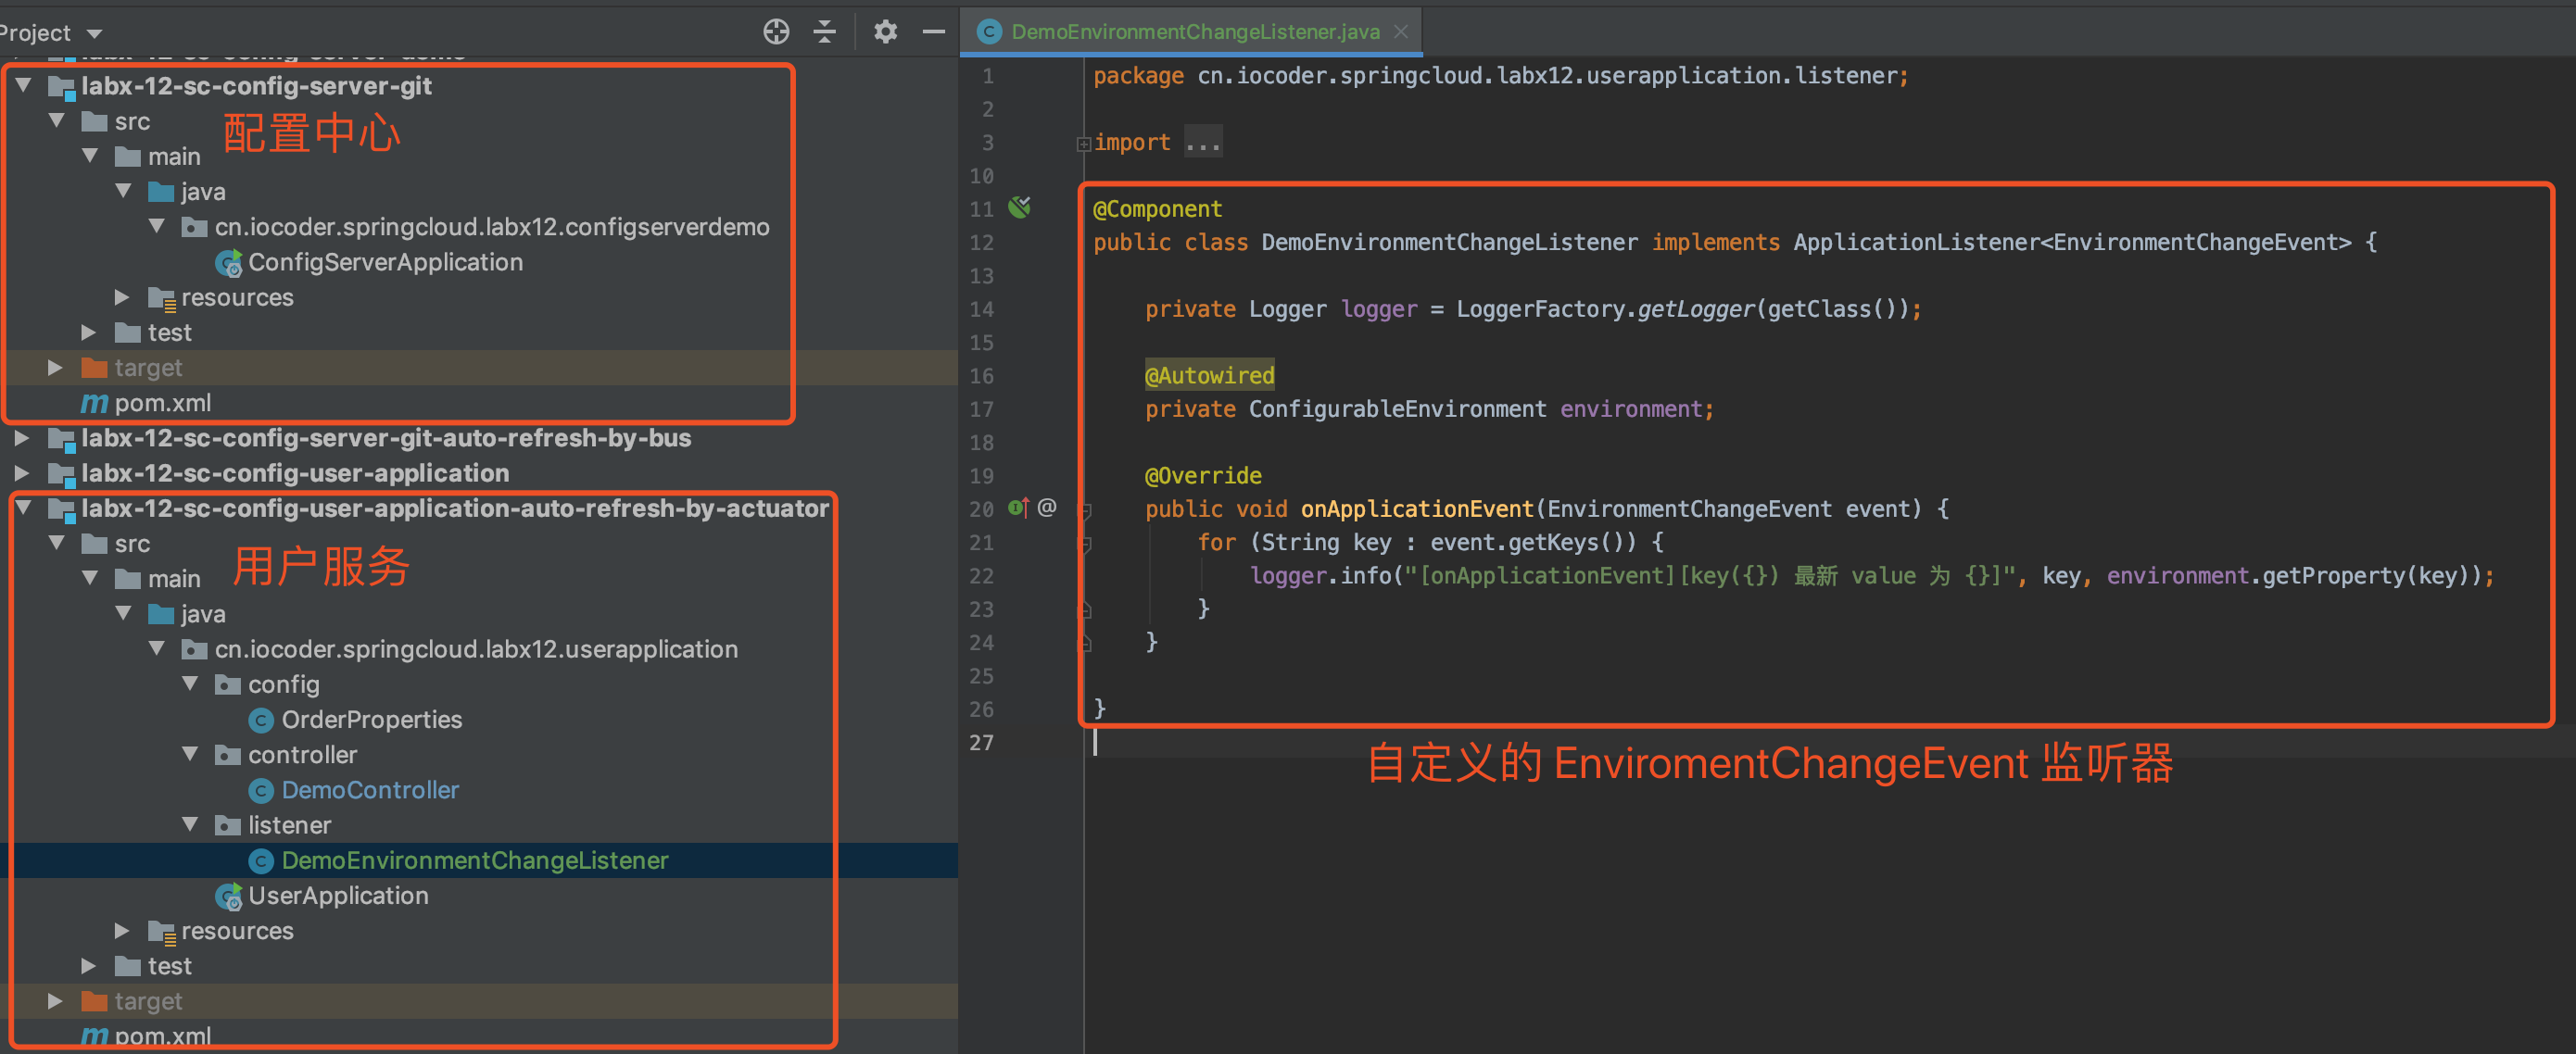 Project
labx-12-sc-config-server-demo
labx-12-sc-config-server-git
src
配置中心
main
java
cn.iocoder.springcloud.labx12.configserverdemo
ConfigServerApplication
resources
test
target
pom.xml
labx-12-sc-config-server-git-auto-refresh-by-bus
labx-12-sc-config-user-application
labx-12-sc-config-user-application-auto-refresh-by-actuator
src
用户服务
main
java
cn.iocoder.springcloud.labx12.userapplication
config
OrderProperties
controller
DemoController
listener
DemoEnvironmentChangeListener
UserApplication
resources
test
target
pom.xml
DemoEnvironmentChangeListener.java
1 package cn.iocoder.springcloud.labx12.userapplication.listener;
2
3 import ...
10
11 @Component
12 public class DemoEnvironmentChangeListener implements ApplicationListener<EnvironmentChangeEvent> {
13
14 private Logger logger = LoggerFactory.getLogger(getClass());
15
16 @Autowired
17 private ConfigurableEnvironment environment;
18
19 @Override
20 @ public void onApplicationEvent(EnvironmentChangeEvent event) {
21 for (String key : event.getKeys()) {
22 logger.info("[onApplicationEvent][key({}) 最新 value 为 {}]", key, environment.getProperty(key));
23 }
24 }
25
26 }
27
自定义的 EnviromentChangeEvent 监听器